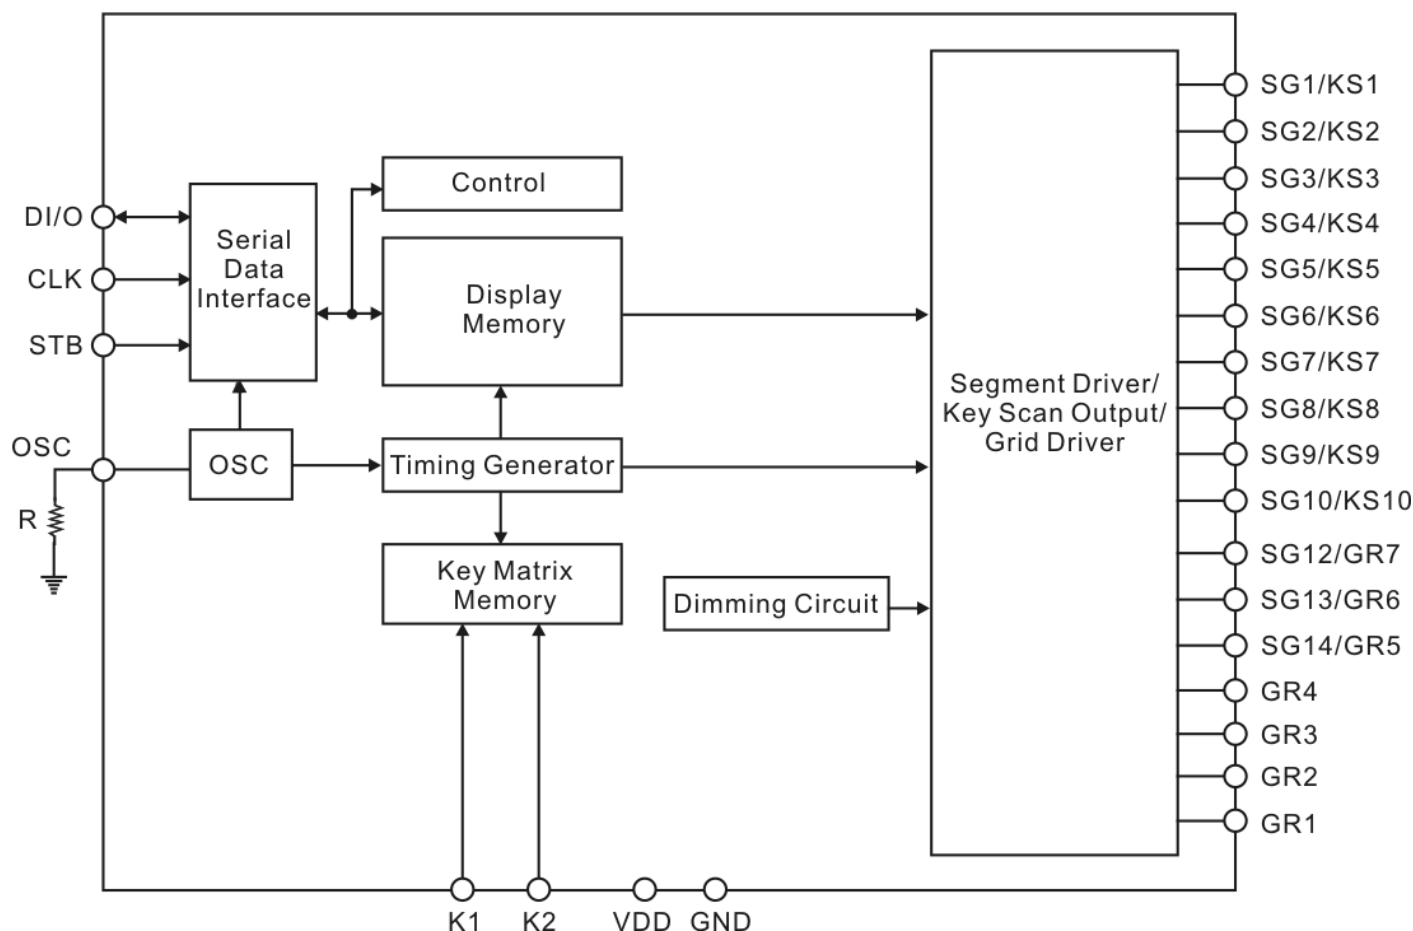 DI/O
CLK
STB
OSC
R
Serial
Data
Interface
OSC
Control
Display
Memory
Timing Generator
Key Matrix
Memory
Dimming Circuit
Segment Driver/
Key Scan Output/
Grid Driver
SG1/KS1
SG2/KS2
SG3/KS3
SG4/KS4
SG5/KS5
SG6/KS6
SG7/KS7
SG8/KS8
SG9/KS9
SG10/KS10
SG12/GR7
SG13/GR6
SG14/GR5
GR4
GR3
GR2
GR1
K1
K2
VDD
GND